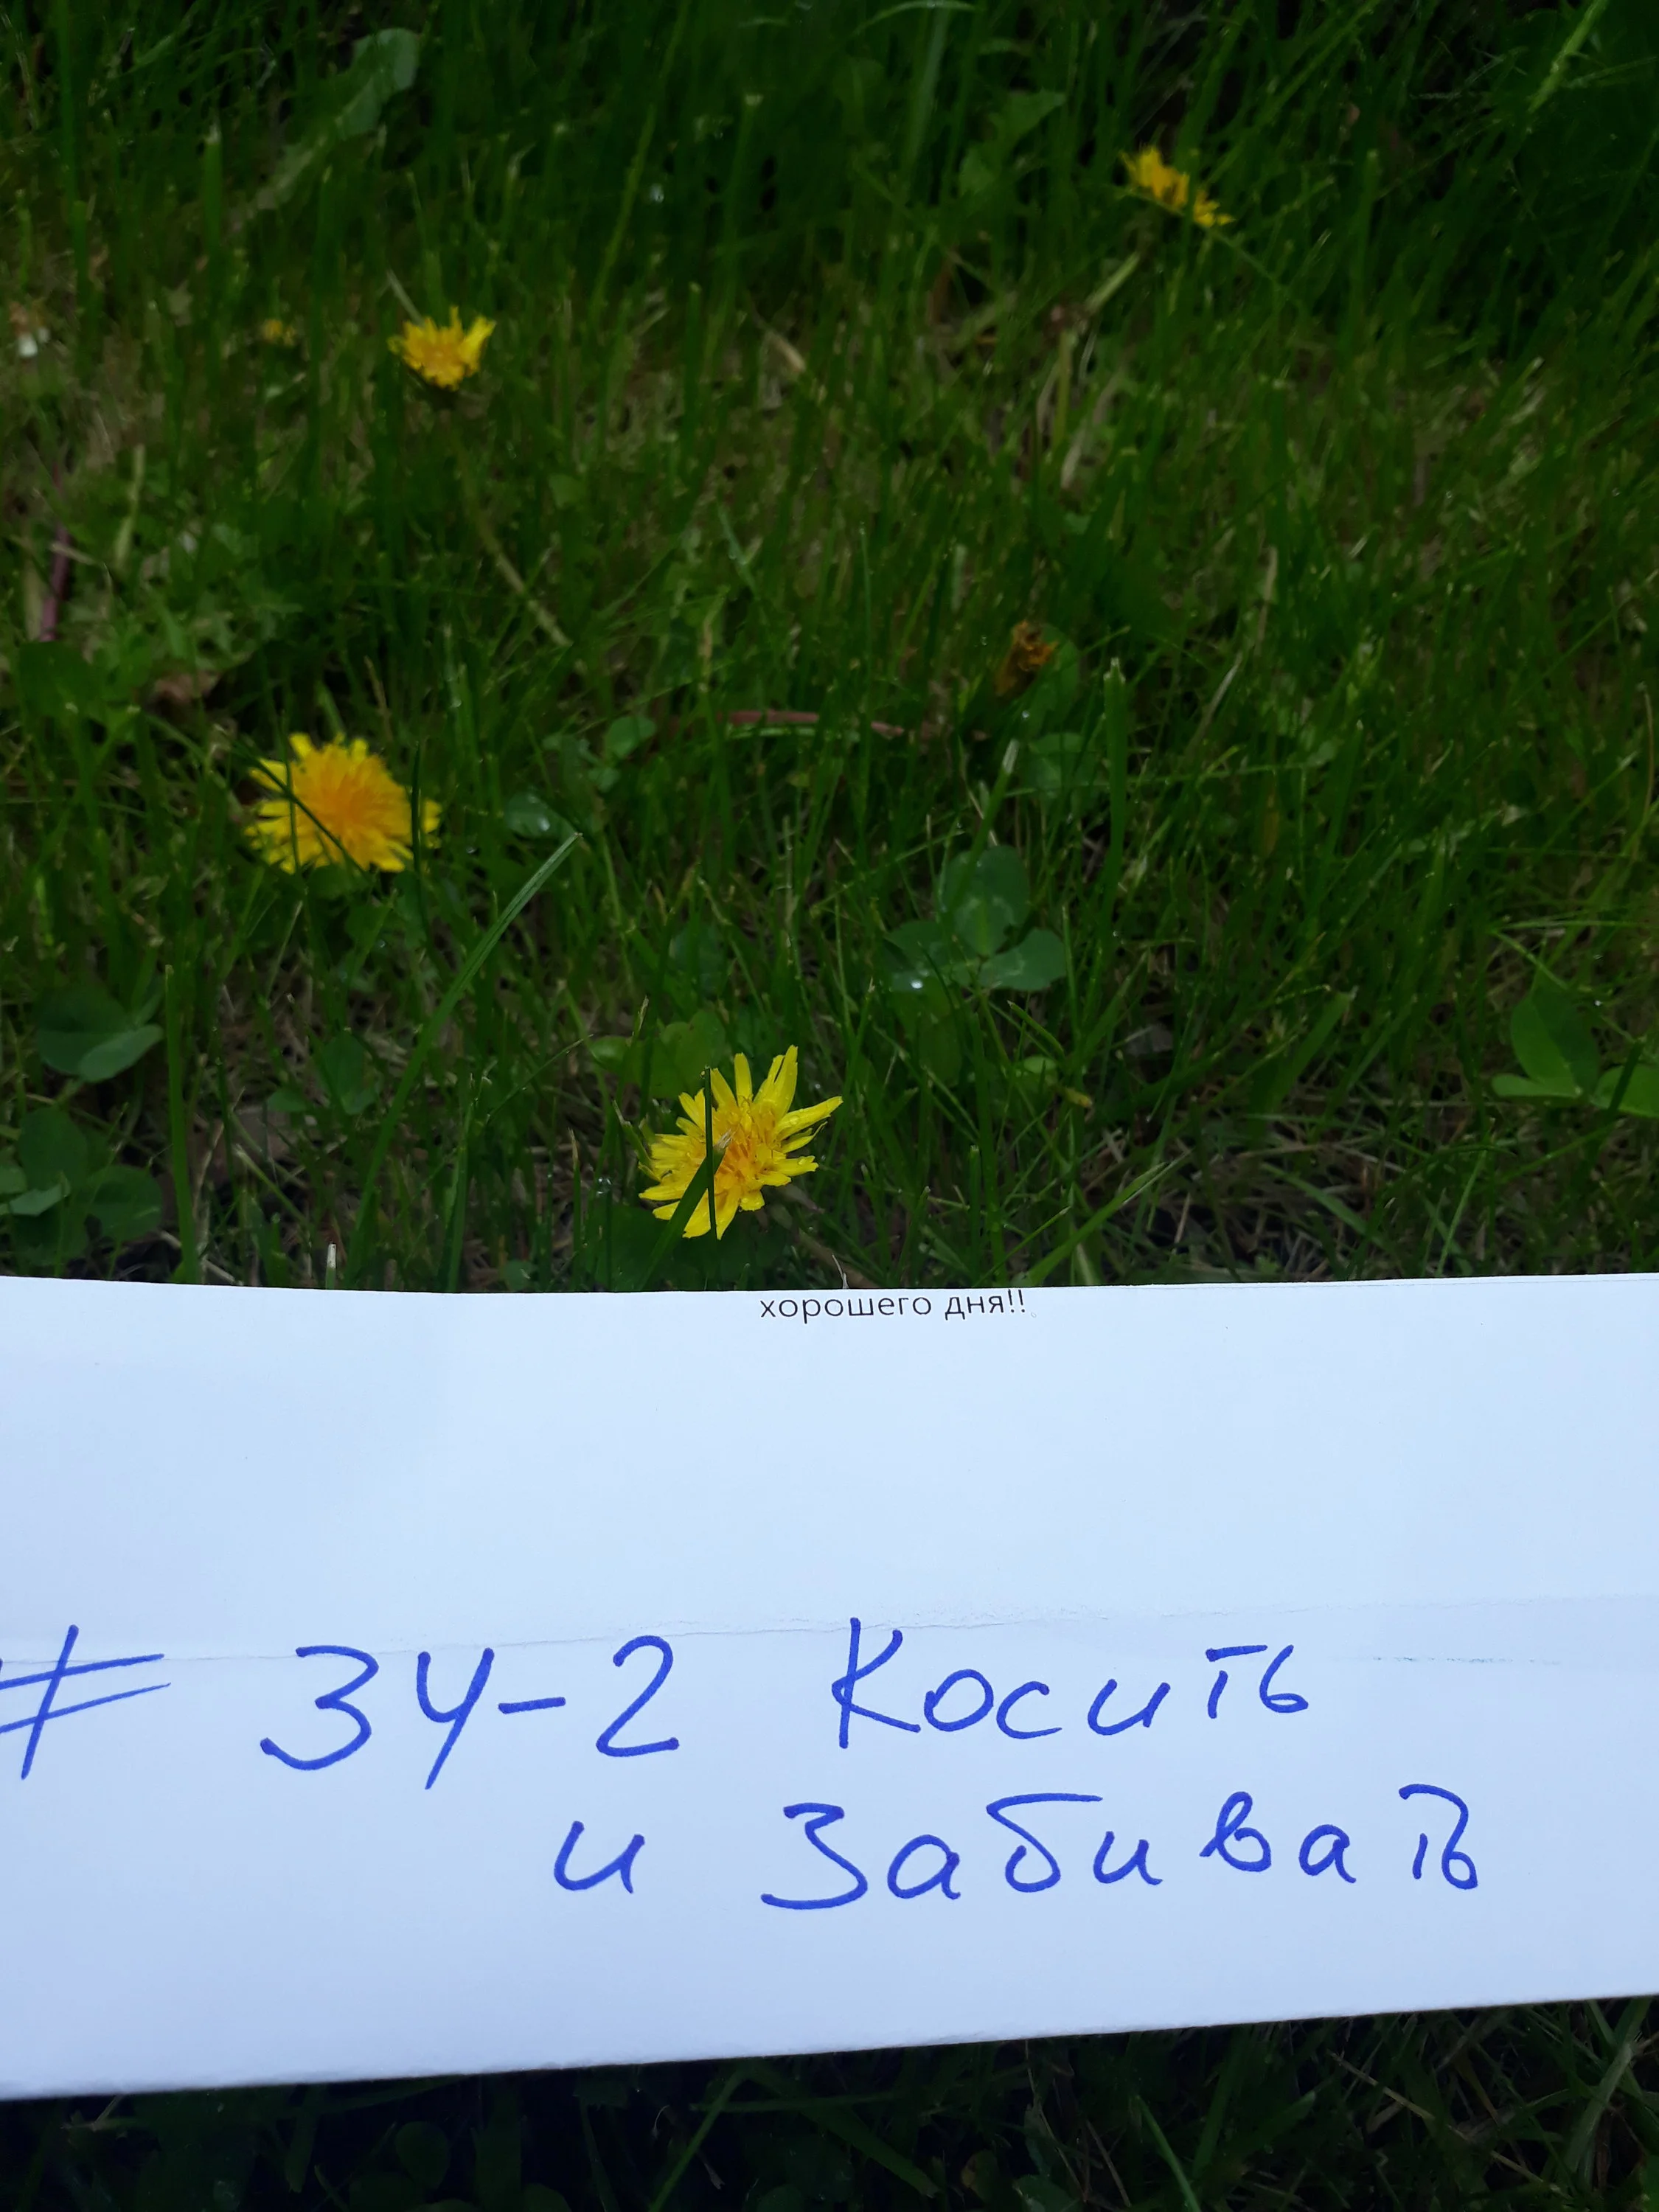 хорошего дня!!
# 34-2 Косить
и Забивать